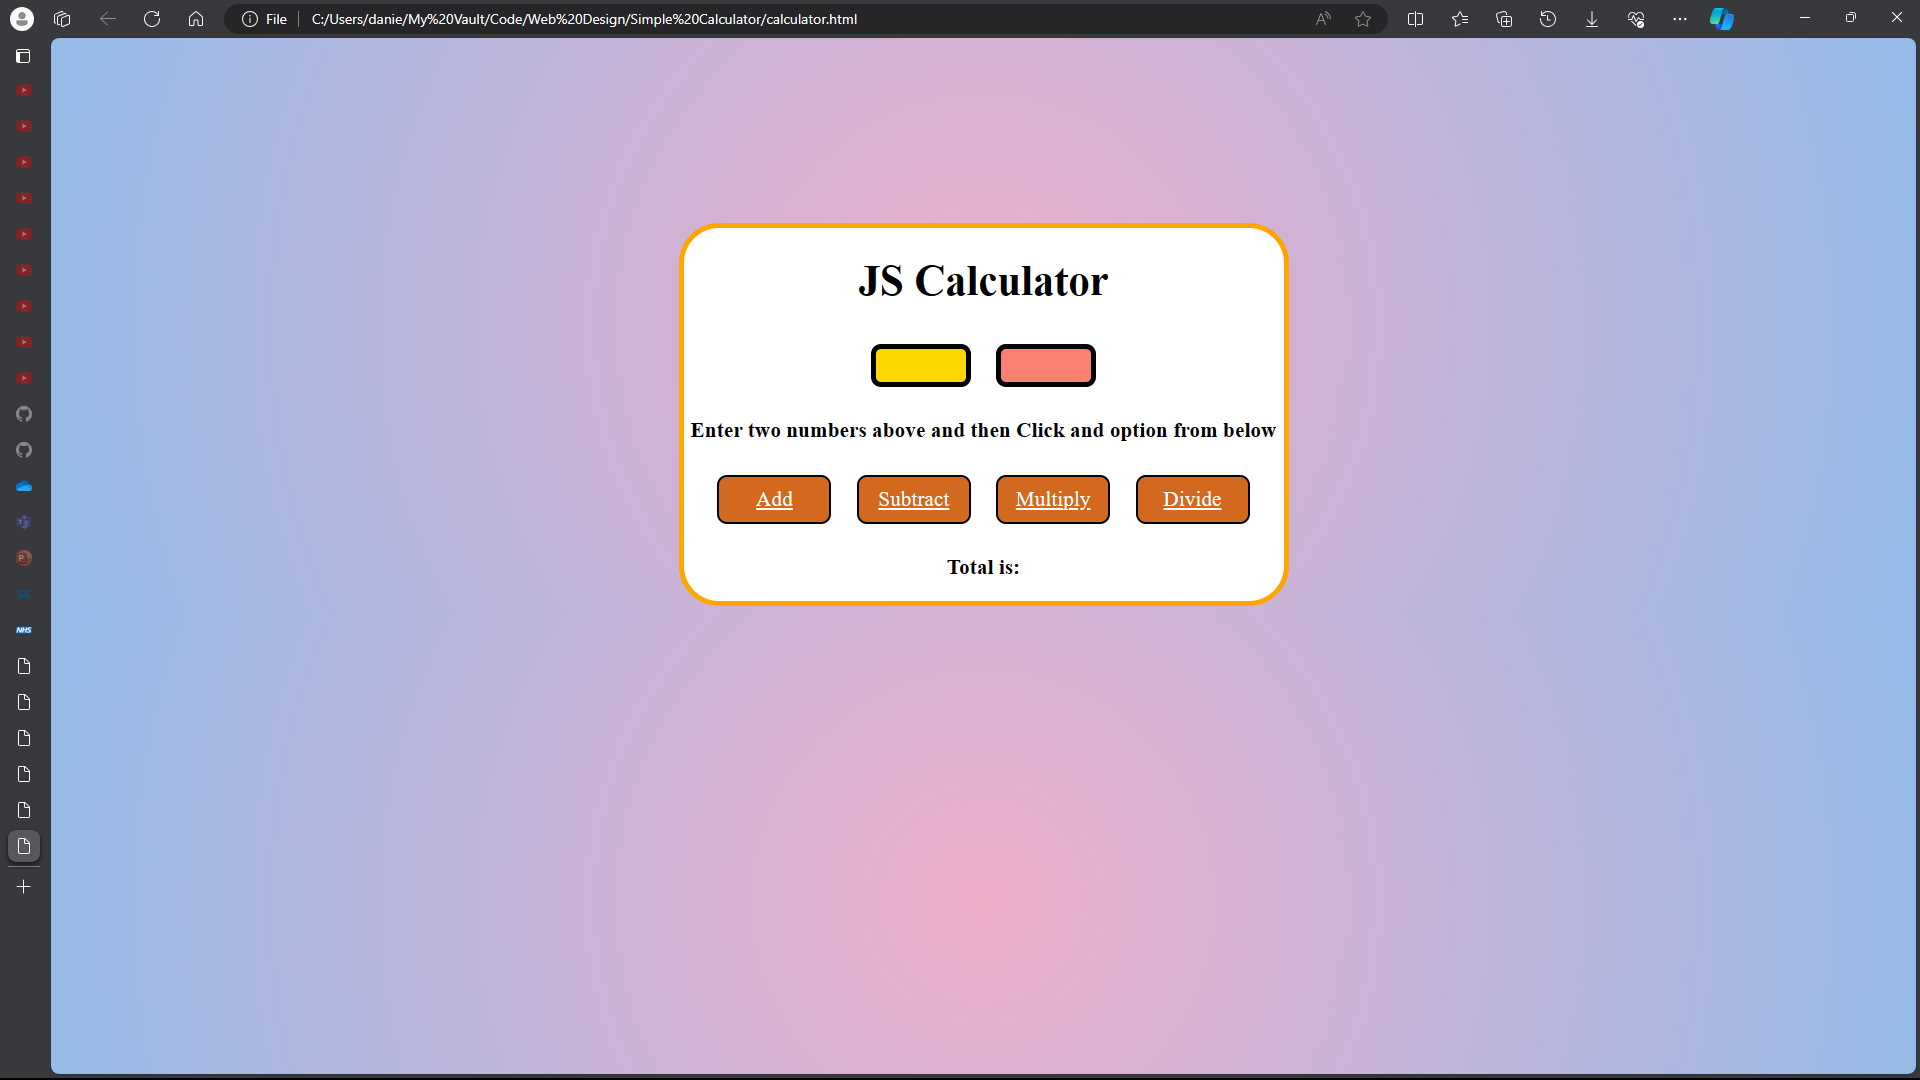 File
C:/Users/danie/My%20Vault/Code/Web%20Design/Simple%20Calculator/calculator.html
JS Calculator
Enter two numbers above and then Click and option from below
Add Subtract Multiply Divide
Total is:
NHS